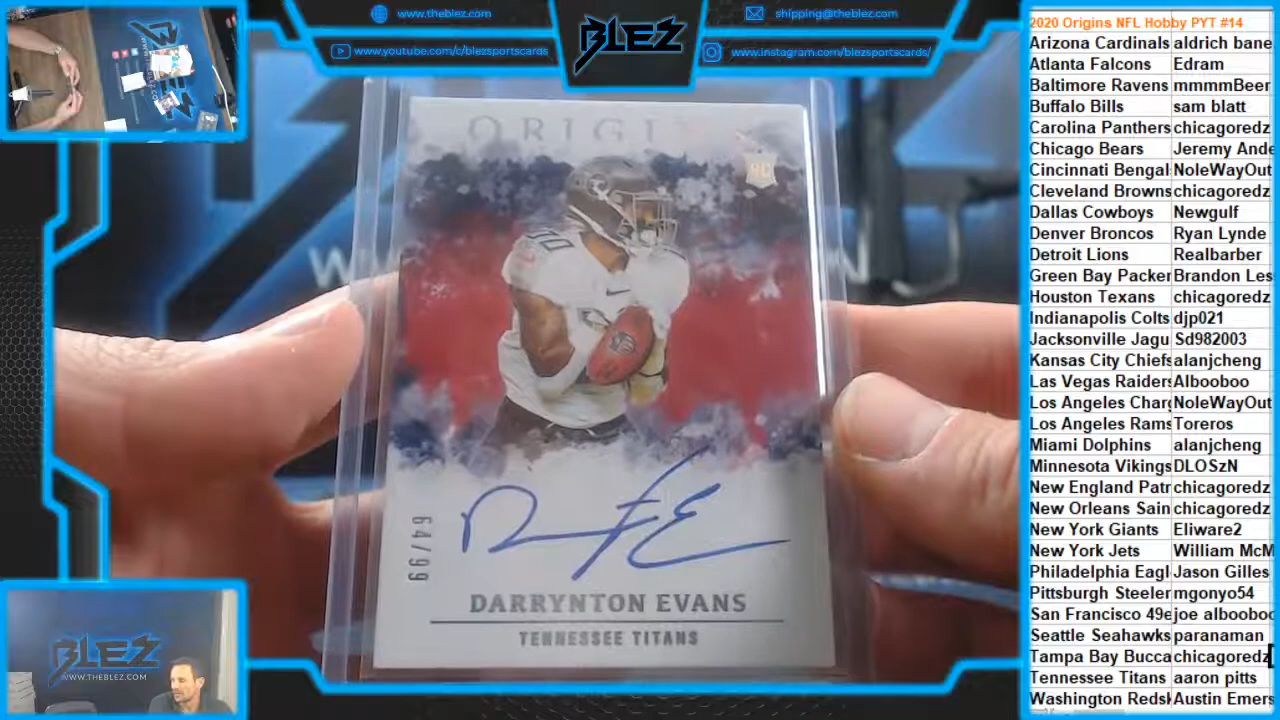 www.theblez.com
shipping@theblez.com
www.youtube.com/c/blezsportscards
www.instagram.com/blezsportscards/
BLEZ
ORIGI
RC
64/99
DARRYNTON EVANS
TENNESSEE TITANS
BLEZ
WWW.THEBLEZ.COM
2020 Origins NFL Hobby PYT #14
Arizona Cardinals aldrich bane
Atlanta Falcons Edram
Baltimore Ravens mmmmBeer
Buffalo Bills sam blatt
Carolina Panthers chicagoredz
Chicago Bears Jeremy Ande
Cincinnati Bengal NoleWayOut
Cleveland Browns chicagoredz
Dallas Cowboys Newgulf
Denver Broncos Ryan Lynde
Detroit Lions Realbarber
Green Bay Packer Brandon Les
Houston Texans chicagoredz
Indianapolis Colts djp021
Jacksonville Jagu Sd982003
Kansas City Chiefs alanjcheng
Las Vegas Raiders Albooboo
Los Angeles Charg NoleWayOut
Los Angeles Rams Toreros
Miami Dolphins alanjcheng
Minnesota Vikings DLOSzN
New England Patr chicagoredz
New Orleans Sain chicagoredz
New York Giants Eliware2
New York Jets William McM
Philadelphia Eagl Jason Gilles
Pittsburgh Steeler mgonyo54
San Francisco 49e joe alboobo
Seattle Seahawks paranaman
Tampa Bay Bucca chicagoredz
Tennessee Titans aaron pitts
Washington Redsk Austin Emers